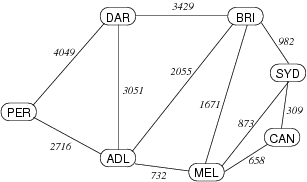 3429
DAR
BRI
4049
982
2055
SYD
3051
1671
309
873
PER
CAN
2716
658
ADL
732
MEL